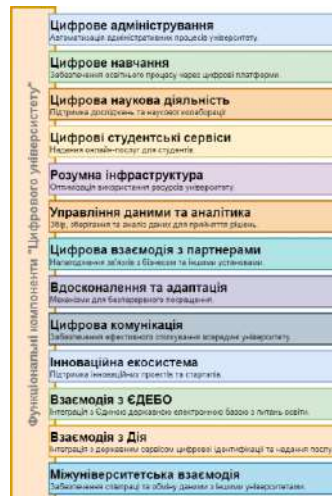 Функціональні компоненти "Цифрового університету"
Цифрове адміністрування
Автоматизація адміністративних процесів університету.
Цифрове навчання
Забезпечення освітнього процесу через цифрові платформи.
Цифрова наукова діяльність
Підтримка досліджень та наукової колаборації
Цифрові студентські сервіси
Надання онлайн-послуг для студентів.
Розумна інфраструктура
Оптимізація використання ресурсів університету.
Управління даними та аналітика
Збір, зберігання та аналіз даних для прийняття рішень.
Цифрова взаємодія з партнерами
Налагодження зв'язків з бізнесом та іншими установами.
Вдосконалення та адаптація
Механізми для безперервного покращення.
Цифрова комунікація
Забезпечення ефективного спілкування всередині університету.
Інноваційна екосистема
Підтримка інноваційних проектів та стартапів.
Взаємодія з ЄДЕБО
Інтеграція з Єдиною державною електронною базою з питань освіти.
Взаємодія з Дія
Інтеграція з державним сервісом цифрової ідентифікації та надання послуг
Міжуніверситетська взаємодія
Забезпечення співпраці та обміну даними з іншими університетами.